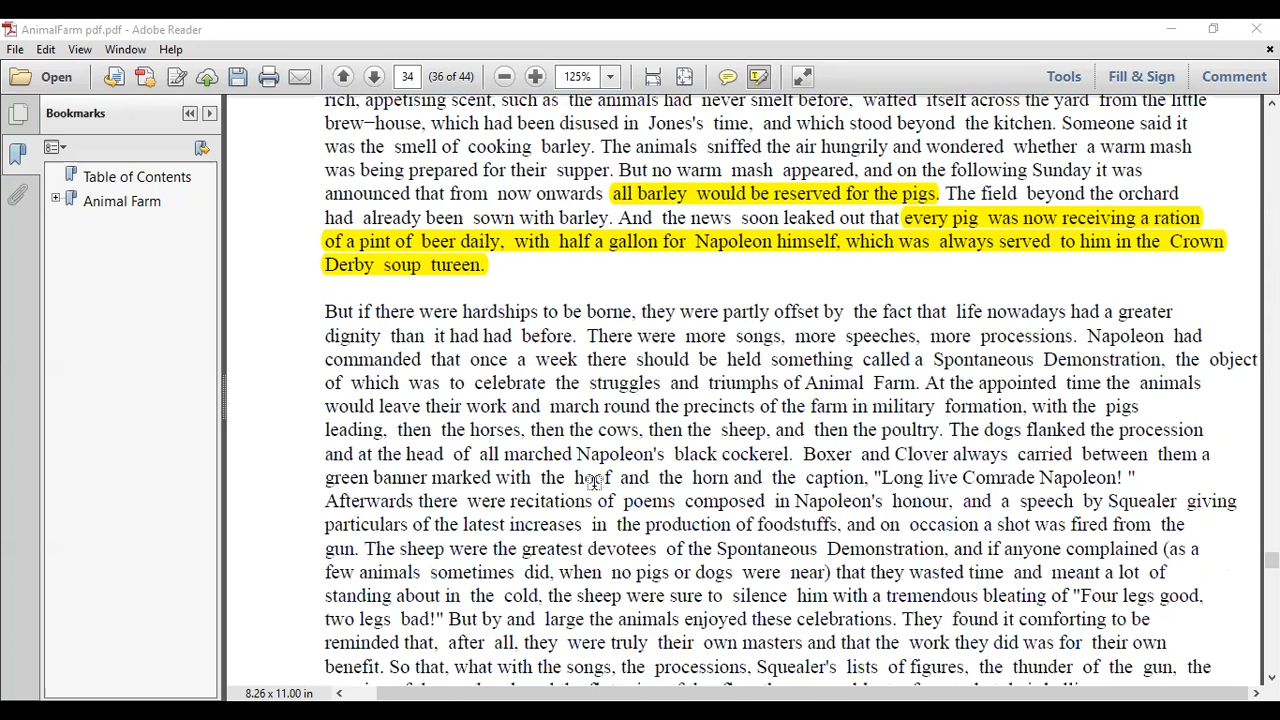 AnimalFarm pdf.pdf - Adobe Reader
File Edit View Window Help
Open 34 (36 of 44) 125% Tools Fill & Sign Comment
Bookmarks
Table of Contents
Animal Farm
rich, appetising scent, such as the animals had never smelt before, wafted itself across the yard from the little
brew−house, which had been disused in Jones's time, and which stood beyond the kitchen. Someone said it
was the smell of cooking barley. The animals sniffed the air hungrily and wondered whether a warm mash
was being prepared for their supper. But no warm mash appeared, and on the following Sunday it was
announced that from now onwards all barley would be reserved for the pigs. The field beyond the orchard
had already been sown with barley. And the news soon leaked out that every pig was now receiving a ration
of a pint of beer daily, with half a gallon for Napoleon himself, which was always served to him in the Crown
Derby soup tureen.
But if there were hardships to be borne, they were partly offset by the fact that life nowadays had a greater
dignity than it had had before. There were more songs, more speeches, more processions. Napoleon had
commanded that once a week there should be held something called a Spontaneous Demonstration, the object
of which was to celebrate the struggles and triumphs of Animal Farm. At the appointed time the animals
would leave their work and march round the precincts of the farm in military formation, with the pigs
leading, then the horses, then the cows, then the sheep, and then the poultry. The dogs flanked the procession
and at the head of all marched Napoleon's black cockerel. Boxer and Clover always carried between them a
green banner marked with the hoof and the horn and the caption, "Long live Comrade Napoleon! "
Afterwards there were recitations of poems composed in Napoleon's honour, and a speech by Squealer giving
particulars of the latest increases in the production of foodstuffs, and on occasion a shot was fired from the
gun. The sheep were the greatest devotees of the Spontaneous Demonstration, and if anyone complained (as a
few animals sometimes did, when no pigs or dogs were near) that they wasted time and meant a lot of
standing about in the cold, the sheep were sure to silence him with a tremendous bleating of "Four legs good,
two legs bad!" But by and large the animals enjoyed these celebrations. They found it comforting to be
reminded that, after all, they were truly their own masters and that the work they did was for their own
benefit. So that, what with the songs, the processions, Squealer's lists of figures, the thunder of the gun, the
8.26 x 11.00 in